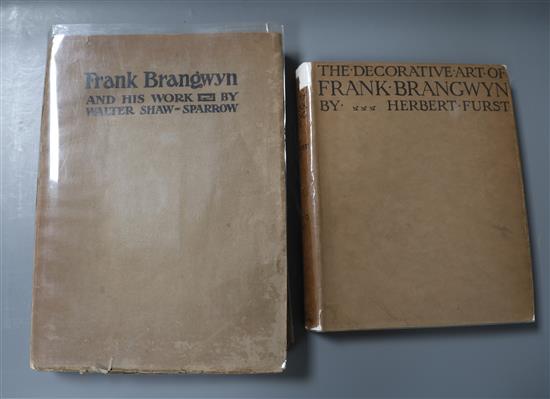 Frank Brangwyn
AND HIS WORK BY
WALTER SHAW-SPARROW
THE·DECORATIVE·ART·OF
FRANK·BRANGWYN
BY· HERBERT·FURST